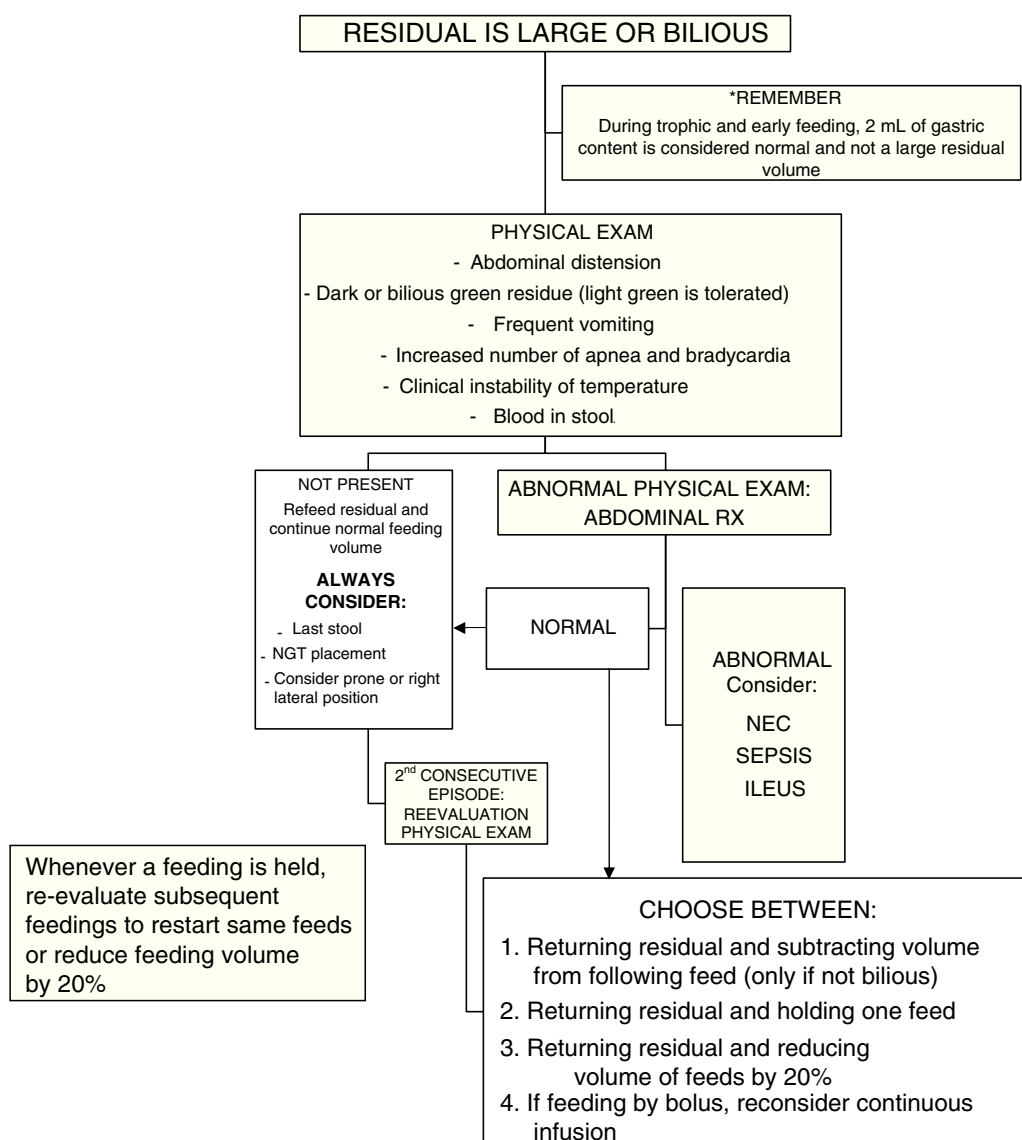 RESIDUAL IS LARGE OR BILIOUS
*REMEMBER
During trophic and early feeding, 2 mL of gastric
content is considered normal and not a large residual
volume
PHYSICAL EXAM
- Abdominal distension
- Dark or bilious green residue (light green is tolerated)
- Frequent vomiting
- Increased number of apnea and bradycardia
- Clinical instability of temperature
- Blood in stool.
NOT PRESENT
Refeed residual and
continue normal feeding
volume
ALWAYS
CONSIDER:
- Last stool
- NGT placement
- Consider prone or right
lateral position
ABNORMAL PHYSICAL EXAM:
ABDOMINAL RX
NORMAL
ABNORMAL
Consider:
NEC
SEPSIS
ILEUS
2nd CONSECUTIVE
EPISODE:
REEVALUATION
PHYSICAL EXAM
Whenever a feeding is held,
re-evaluate subsequent
feedings to restart same feeds
or reduce feeding volume
by 20%
CHOOSE BETWEEN:
1. Returning residual and subtracting volume
from following feed (only if not bilious)
2. Returning residual and holding one feed
3. Returning residual and reducing
volume of feeds by 20%
4. If feeding by bolus, reconsider continuous
infusion